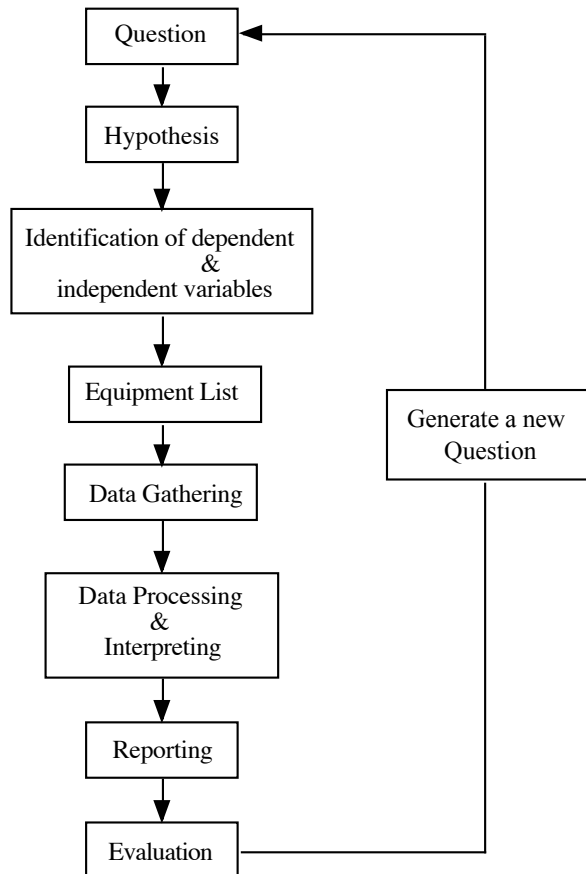 Question
Hypothesis
Identification of dependent
&
independent variables
Equipment List
Data Gathering
Data Processing
&
Interpreting
Reporting
Evaluation
Generate a new
Question